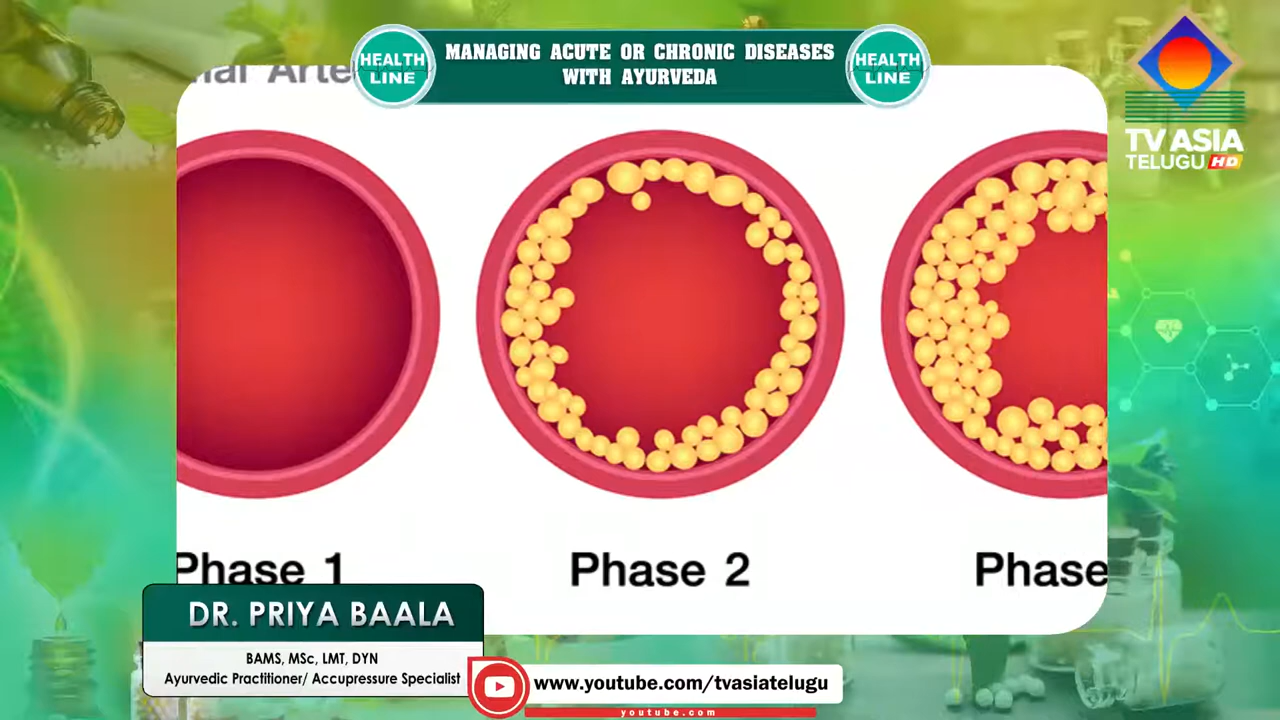 HEALTH LINE
MANAGING ACUTE OR CHRONIC DISEASES
WITH AYURVEDA
HEALTH LINE
TV ASIA
TELUGU HD
Phase 1
Phase 2
Phase
DR. PRIYA BAALA
BAMS, MSc, LMT, DYN
Ayurvedic Practitioner/ Accupressure Specialist
www.youtube.com/tvasiatelugu
youtube.com